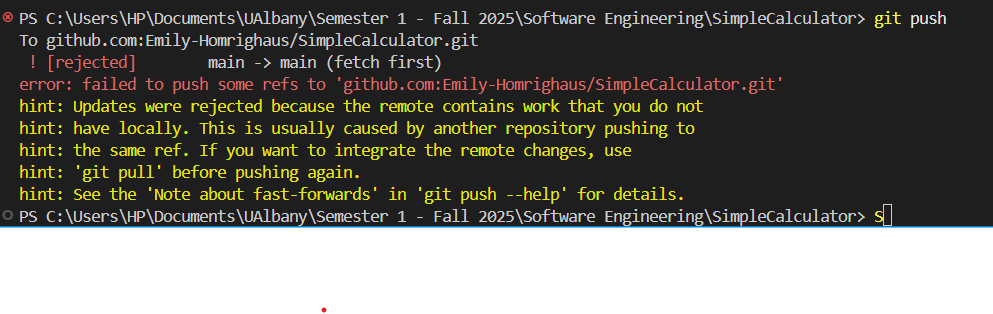 PS C:\Users\HP\Documents\UAlbany\Semester 1 - Fall 2025\Software Engineering\SimpleCalculator> git push
To github.com:Emily-Homrighaus/SimpleCalculator.git
 ! [rejected]        main -> main (fetch first)
error: failed to push some refs to 'github.com:Emily-Homrighaus/SimpleCalculator.git'
hint: Updates were rejected because the remote contains work that you do not
hint: have locally. This is usually caused by another repository pushing to
hint: the same ref. If you want to integrate the remote changes, use
hint: 'git pull' before pushing again.
hint: See the 'Note about fast-forwards' in 'git push --help' for details.
PS C:\Users\HP\Documents\UAlbany\Semester 1 - Fall 2025\Software Engineering\SimpleCalculator> S